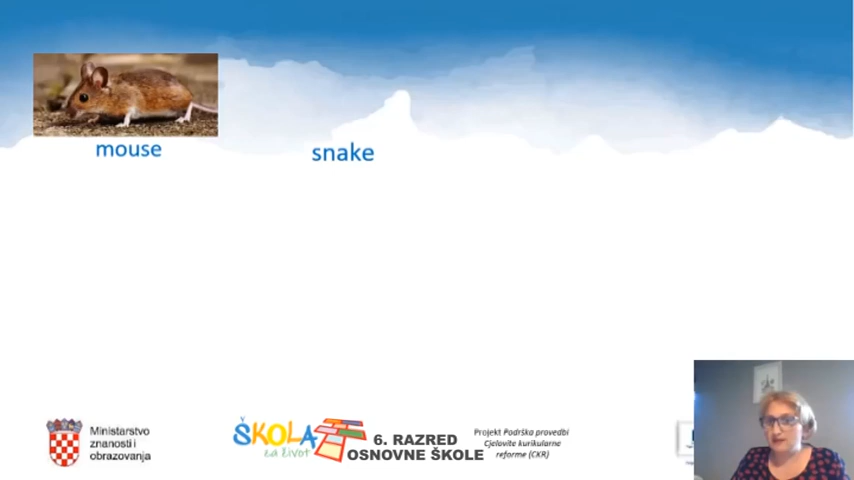 mouse
snake
Ministarstvo
znanosti i
obrazovanja
ŠKOLA
za život
6. RAZRED
OSNOVNE ŠKOLE
Projekt Podrška provedbi
Cjelovite kurikularne
reforme (CKR)